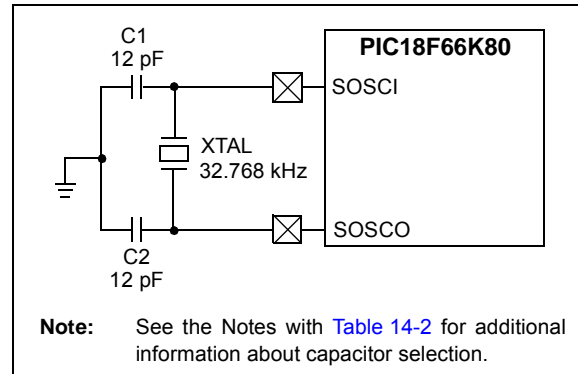 C1
12 pF
PIC18F66K80
SOSCI
XTAL
32.768 kHz
SOSCO
C2
12 pF
Note: See the Notes with Table 14-2 for additional
information about capacitor selection.